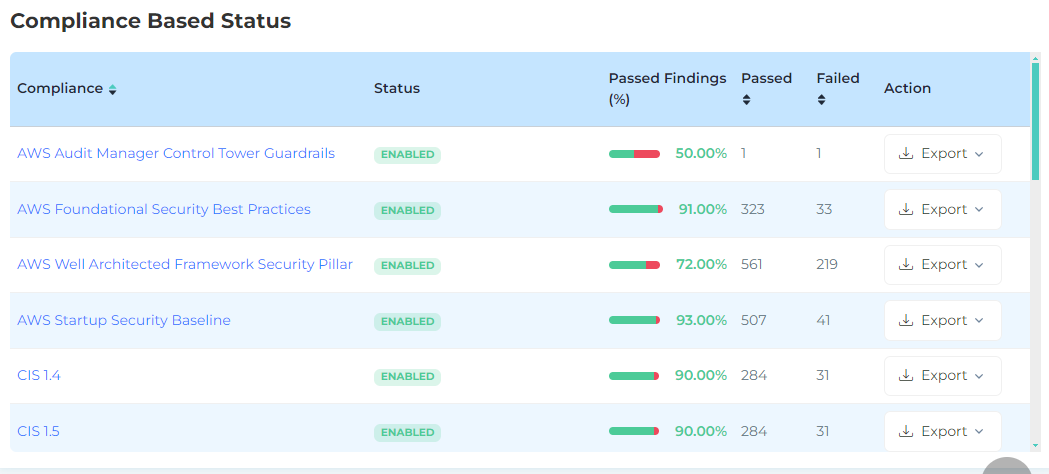 Compliance Based Status
Compliance Status Passed Findings (%) Passed Failed Action
AWS Audit Manager Control Tower Guardrails ENABLED 50.00% 1 1 Export
AWS Foundational Security Best Practices ENABLED 91.00% 323 33 Export
AWS Well Architected Framework Security Pillar ENABLED 72.00% 561 219 Export
AWS Startup Security Baseline ENABLED 93.00% 507 41 Export
CIS 1.4 ENABLED 90.00% 284 31 Export
CIS 1.5 ENABLED 90.00% 284 31 Export